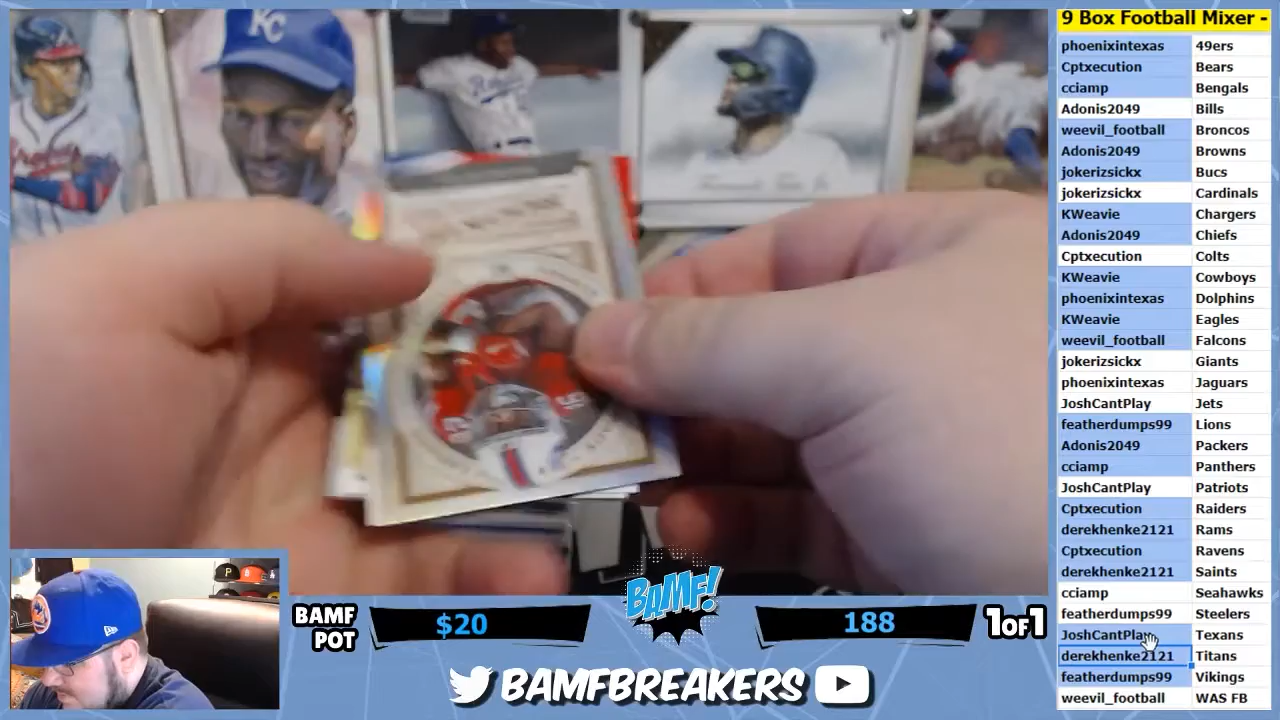 9 Box Football Mixer -
phoenixintexas 49ers
Cptxecution Bears
cciamp Bengals
Adonis2049 Bills
weevil_football Broncos
Adonis2049 Browns
jokerizsickx Bucs
jokerizsickx Cardinals
KWeavie Chargers
Adonis2049 Chiefs
Cptxecution Colts
KWeavie Cowboys
phoenixintexas Dolphins
KWeavie Eagles
weevil_football Falcons
jokerizsickx Giants
phoenixintexas Jaguars
JoshCantPlay Jets
featherdumps99 Lions
Adonis2049 Packers
cciamp Panthers
JoshCantPlay Patriots
Cptxecution Raiders
derekhenke2121 Rams
Cptxecution Ravens
derekhenke2121 Saints
cciamp Seahawks
featherdumps99 Steelers
JoshCantPlay Texans
derekhenke2121 Titans
featherdumps99 Vikings
weevil_football WAS FB
KC
BAMF
POT
$20
BAMF!
188
1OF1
BAMFBREAKERS